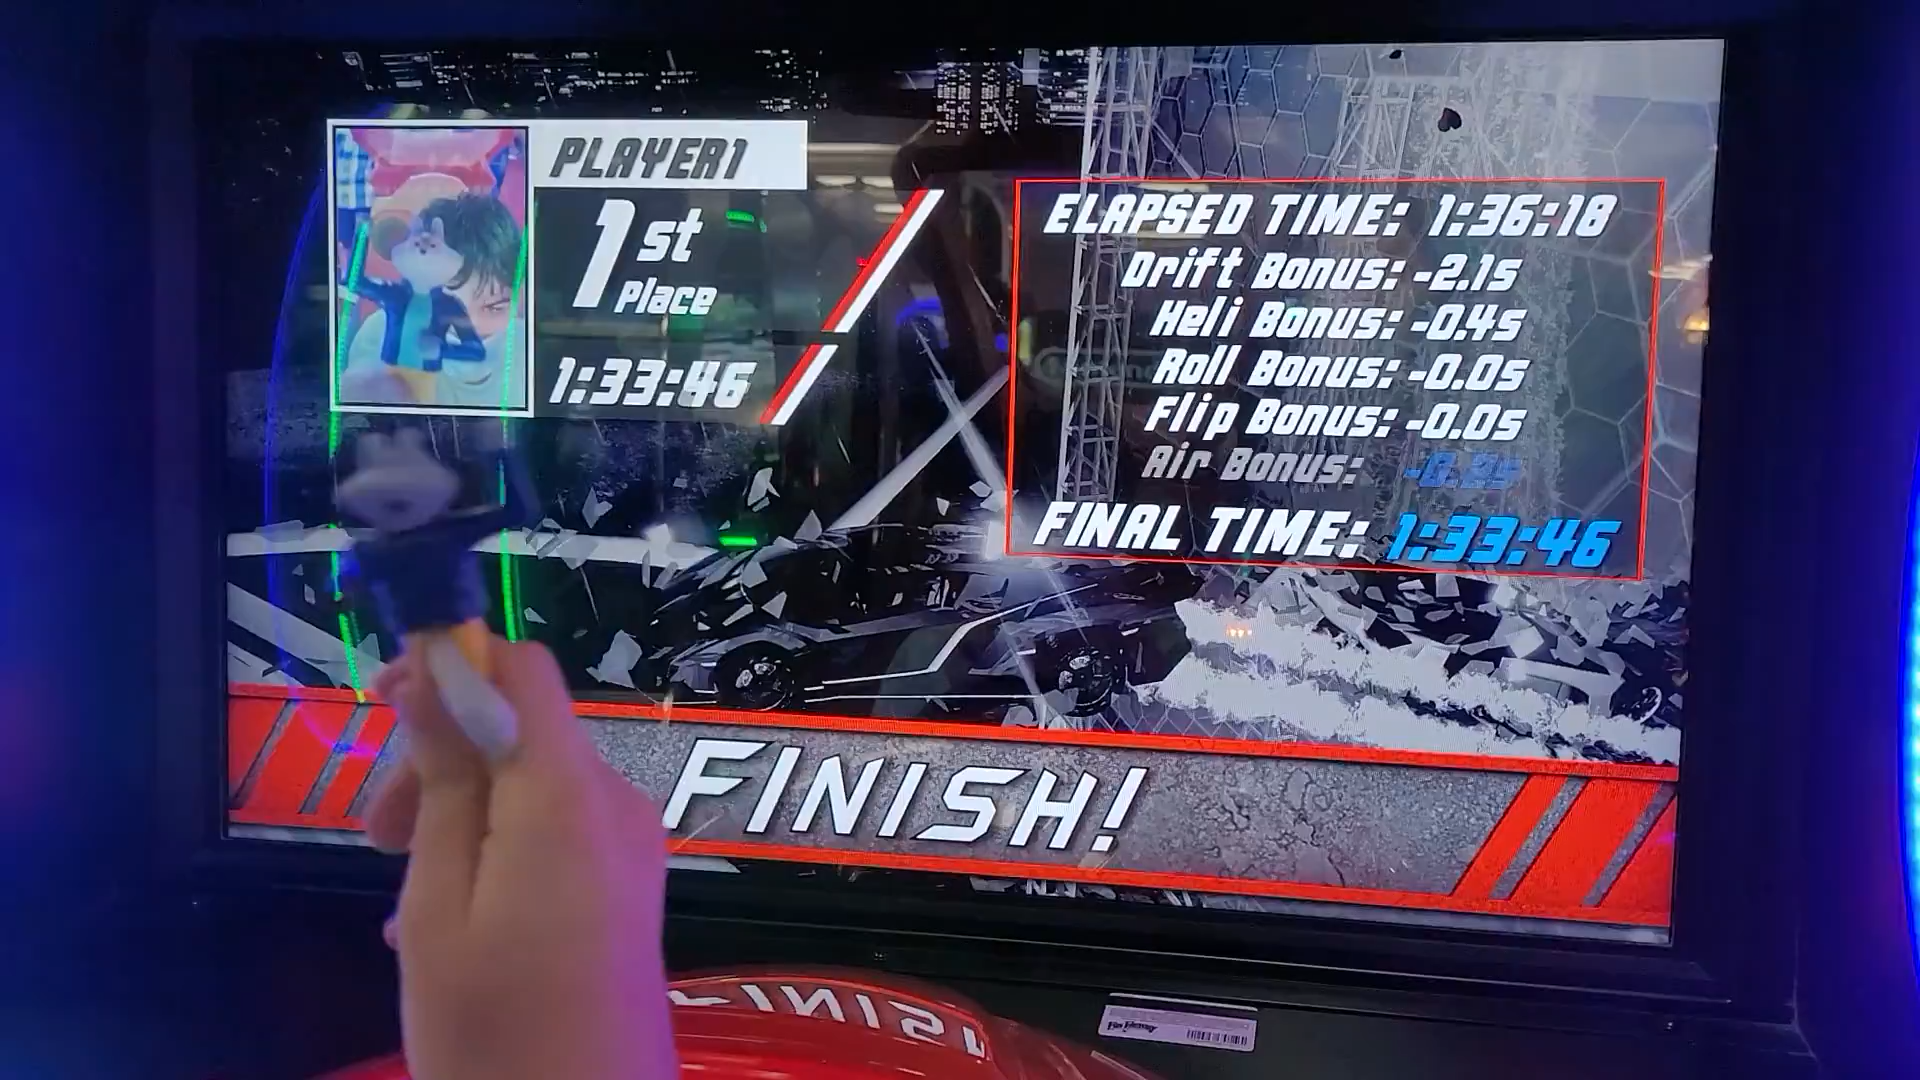 PLAYER1
1st
Place
1:33:46
ELAPSED TIME: 1:36:18
Drift Bonus: -2.1s
Heli Bonus: -0.4s
Roll Bonus: -0.0s
Flip Bonus: -0.0s
Air Bonus:
FINAL TIME: 1:33:46
FINISH!